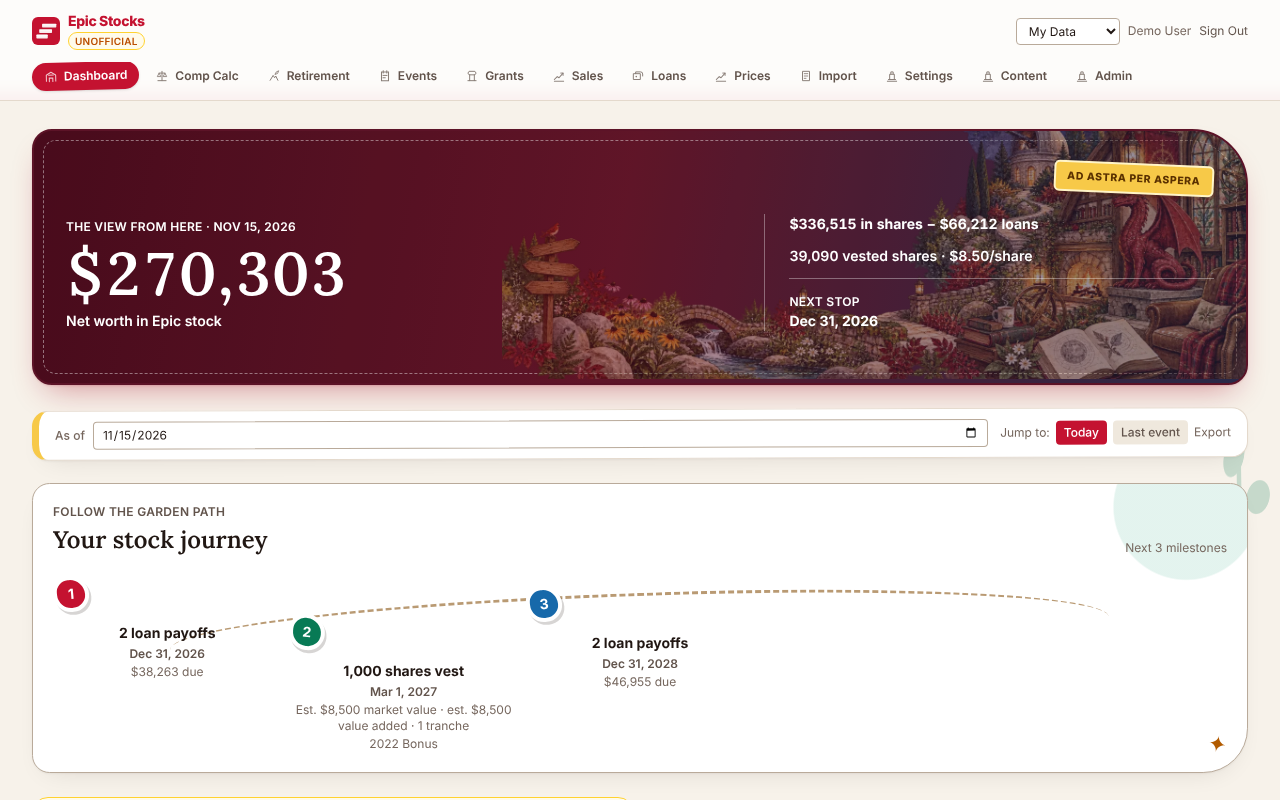 Epic Stocks
UNOFFICIAL
My Data
Demo User
Sign Out
Dashboard
Comp Calc
Retirement
Events
Grants
Sales
Loans
Prices
Import
Settings
Content
Admin
AD ASTRA PER ASPERA
THE VIEW FROM HERE · NOV 15, 2026
$270,303
Net worth in Epic stock
$336,515 in shares − $66,212 loans
39,090 vested shares · $8.50/share
NEXT STOP
Dec 31, 2026
As of
11/15/2026
Jump to:
Today
Last event
Export
FOLLOW THE GARDEN PATH
Your stock journey
Next 3 milestones
1
2 loan payoffs
Dec 31, 2026
$38,263 due
2
1,000 shares vest
Mar 1, 2027
Est. $8,500 market value · est. $8,500
value added · 1 tranche
2022 Bonus
3
2 loan payoffs
Dec 31, 2028
$46,955 due